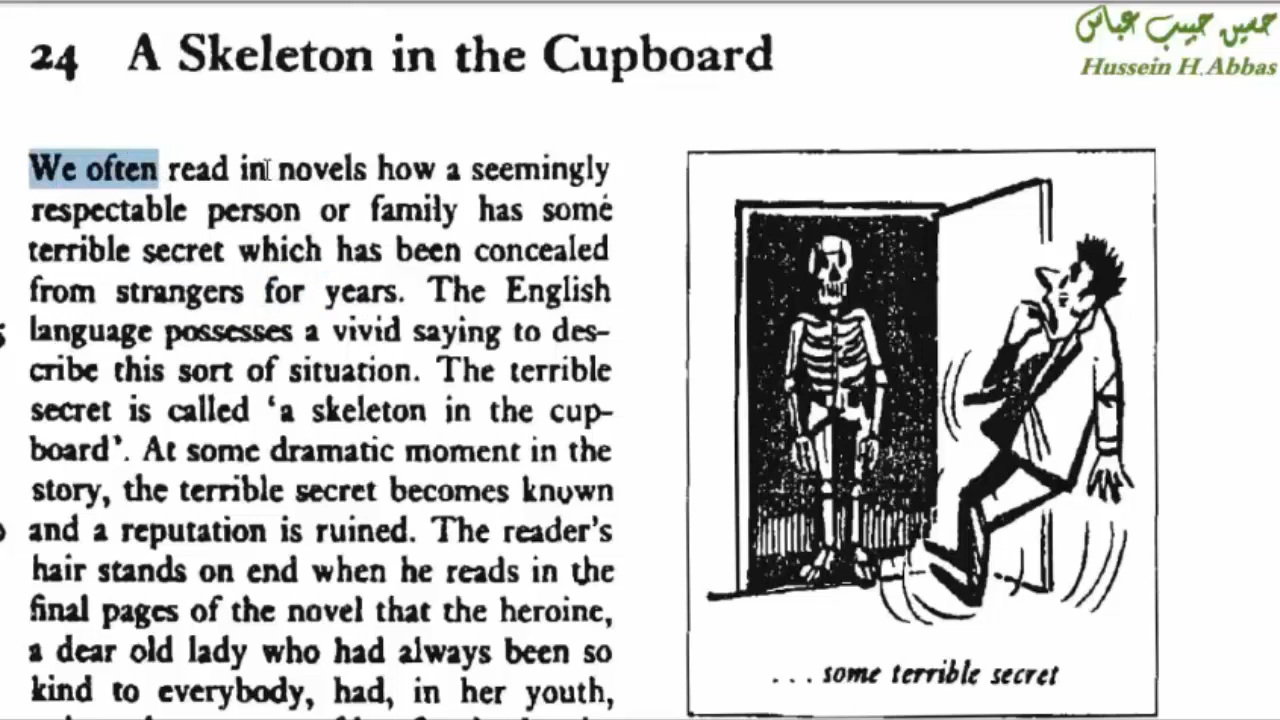 24 A Skeleton in the Cupboard
حسين حبيب عباس
Hussein H.Abbas
We often read in novels how a seemingly
respectable person or family has some
terrible secret which has been concealed
from strangers for years. The English
language possesses a vivid saying to des-
cribe this sort of situation. The terrible
secret is called ‘a skeleton in the cup-
board’. At some dramatic moment in the
story, the terrible secret becomes known
and a reputation is ruined. The reader’s
hair stands on end when he reads in the
final pages of the novel that the heroine,
a dear old lady who had always been so
kind to everybody, had, in her youth,
... some terrible secret